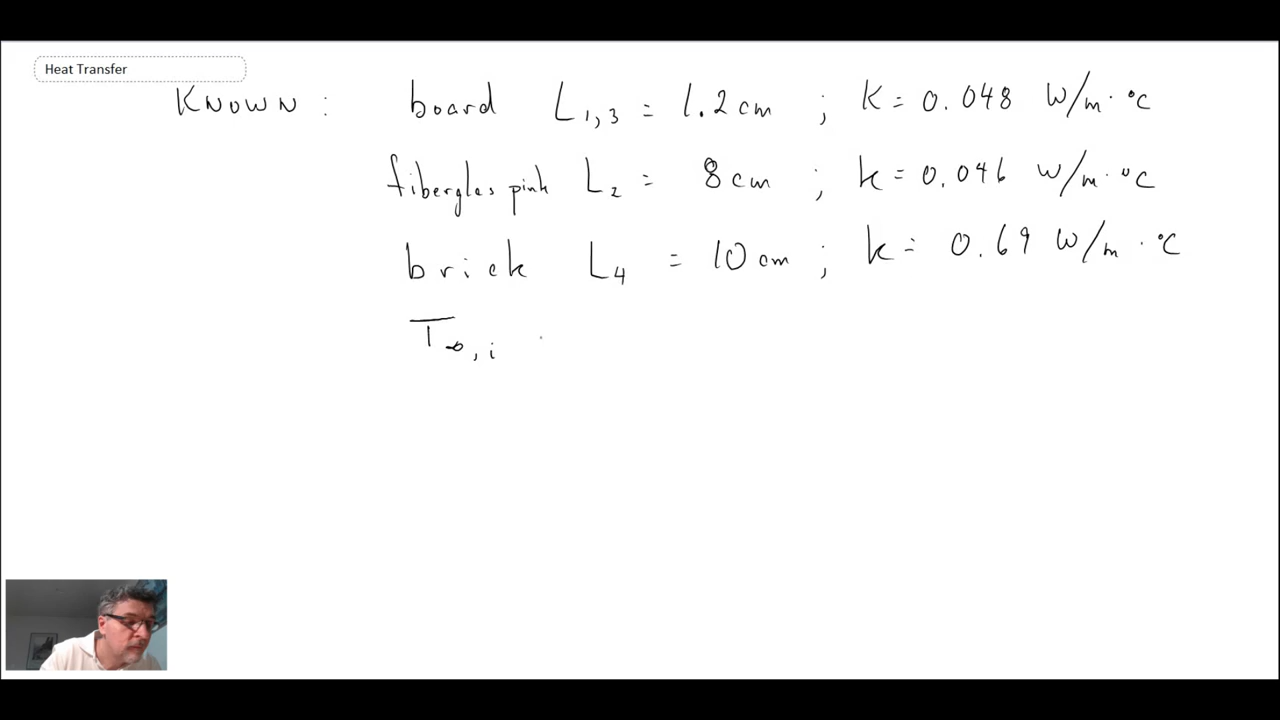 Heat Transfer
KNOWN : board L1,3 = 1.2 cm ; K = 0.048 W/m·°C
fiberglas pink L2 = 8 cm ; k = 0.046 W/m·°C
brick L4 = 10 cm ; k = 0.69 W/m·°C
T∞,i